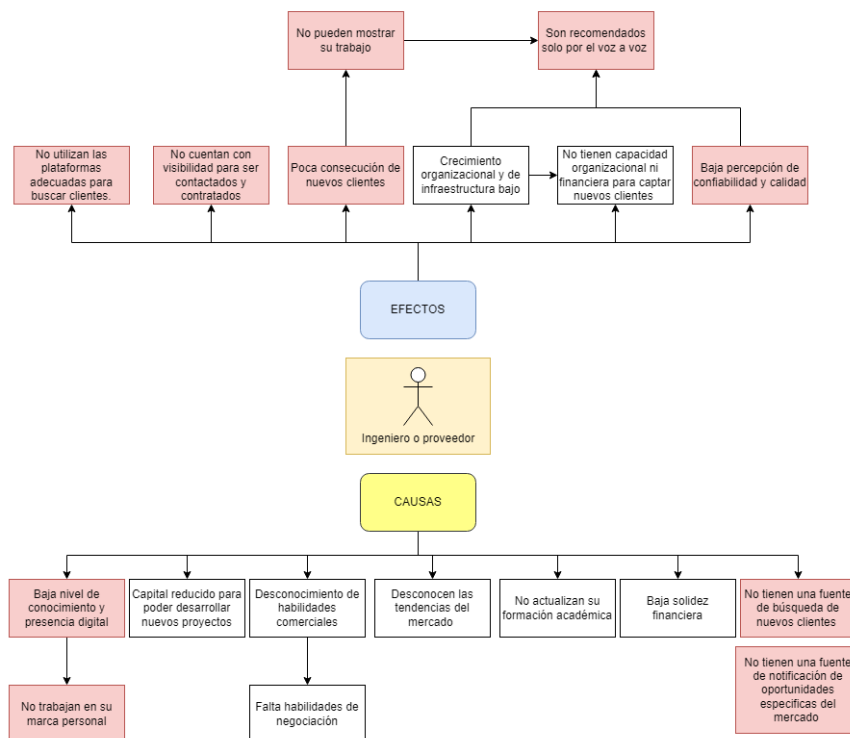 No pueden mostrar
su trabajo
Son recomendados
solo por el voz a voz
No utilizan las
plataformas
adecuadas para
buscar clientes.
No cuentan con
visibilidad para ser
contactados y
contratados
Poca consecución de
nuevos clientes
Crecimiento
organizacional y de
infraestructura bajo
No tienen capacidad
organizacional ni
financiera para captar
nuevos clientes
Baja percepción de
confiabilidad y calidad
EFECTOS
Ingeniero o proveedor
CAUSAS
Baja nivel de
conocimiento y
presencia digital
Capital reducido para
poder desarrollar
nuevos proyectos
Desconocimiento de
habilidades
comerciales
Desconocen las
tendencias del
mercado
No actualizan su
formación académica
Baja solidez
financiera
No tienen una fuente
de búsqueda de
nuevos clientes
No trabajan en su
marca personal
Falta habilidades de
negociación
No tienen una fuente
de notificación de
oportunidades
especificas del
mercado